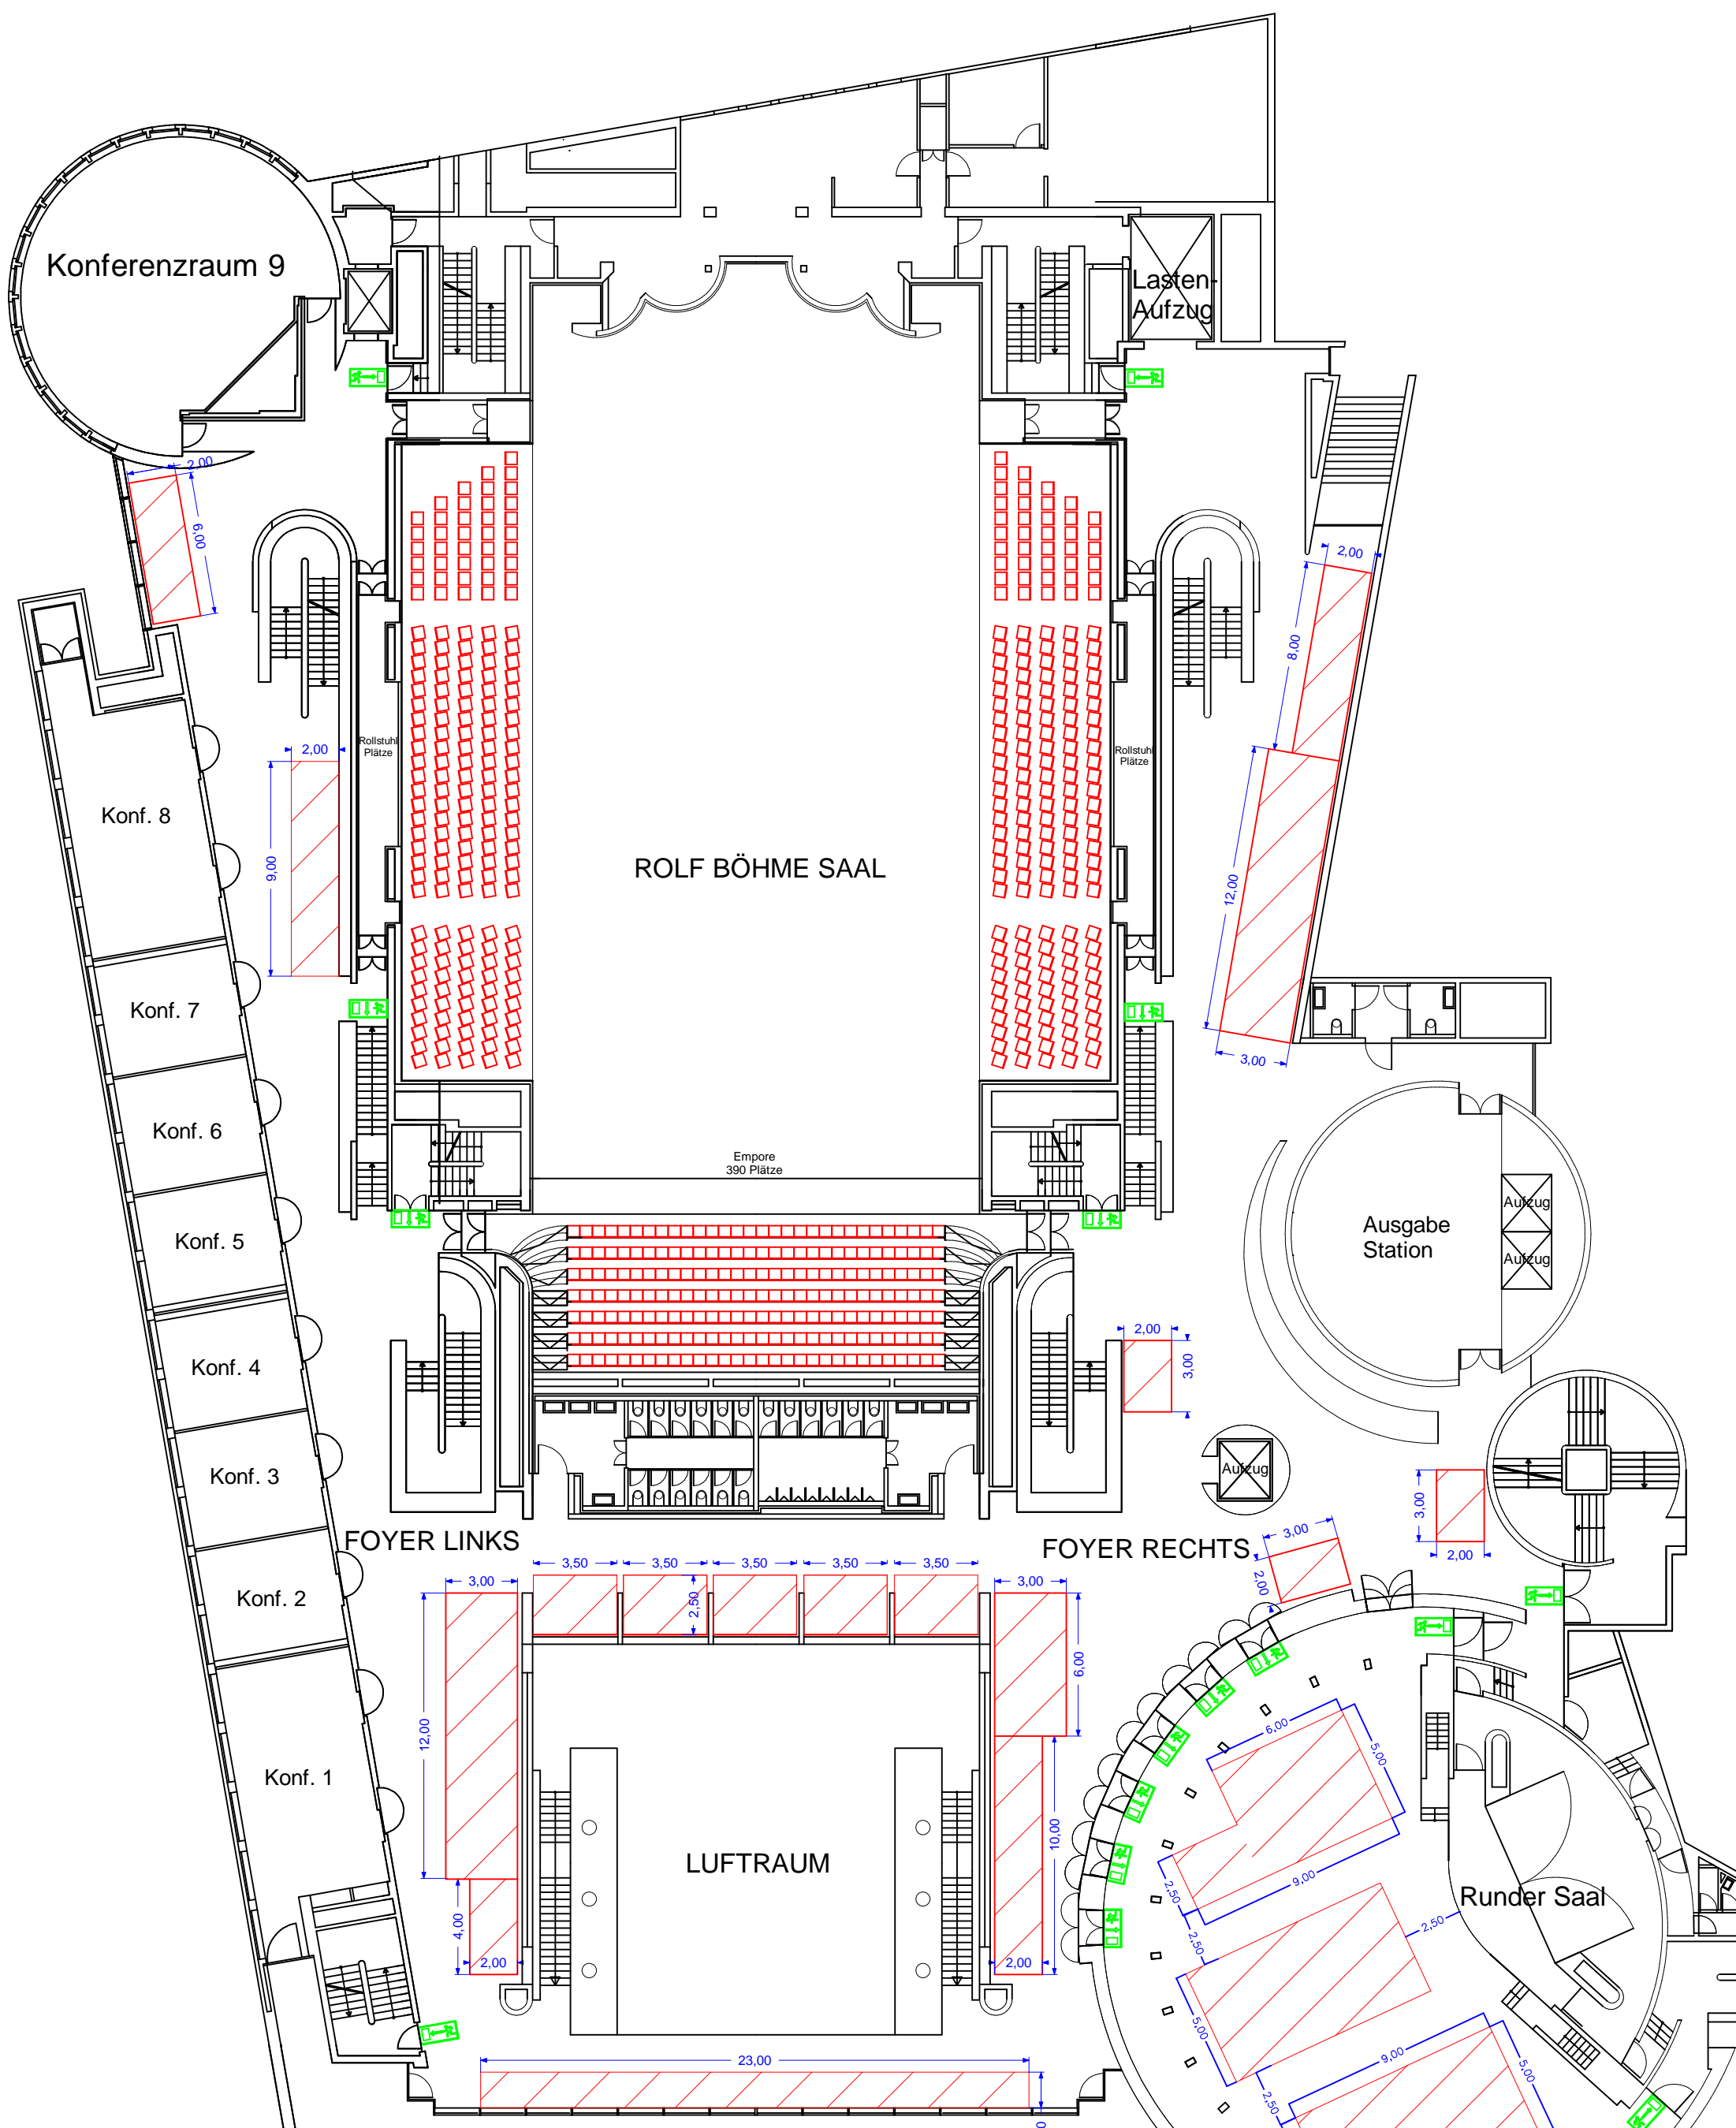 Konferenzraum 9
Lasten-
Aufzug
2,00
6,00
2,00
8,00
Rollstuhl
Plätze
2,00
9,00
Rollstuhl
Plätze
Konf. 8
ROLF BÖHME SAAL
12,00
3,00
Konf. 7
Konf. 6
Empore
390 Plätze
Konf. 5
Ausgabe
Station
Aufzug
Aufzug
2,00
3,00
Konf. 4
Konf. 3
Aufzug
3,00
2,00
FOYER LINKS
FOYER RECHTS
3,00
2,00
3,50
3,50
3,50
3,50
3,50
2,50
3,00
3,00
Konf. 2
12,00
6,00
Konf. 1
10,00
LUFTRAUM
4,00
2,00
2,00
6,00
5,00
9,00
2,50
2,50
2,50
Runder Saal
5,00
9,00
5,00
2,50
23,00